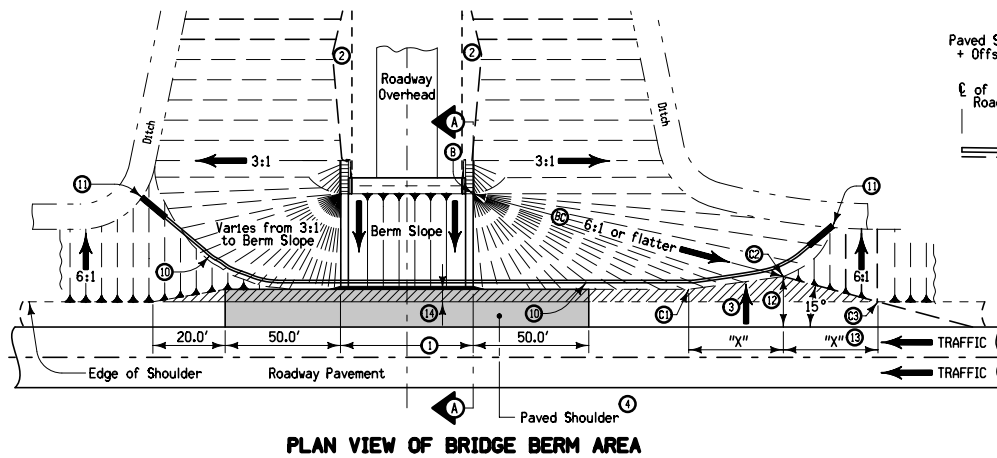 Paved S
+ Offs
℄ of
Road
2
2
Roadway
Overhead
Ditch
Ditch
A
B
3:1
3:1
11
11
Varies from 3:1
to Berm Slope
Berm Slope
BC
6:1 or flatter
C2
6:1
6:1
10
10
14
C1
3
12
15°
C3
20.0'
50.0'
1
50.0'
"X"
"X"
13
TRAFFIC
TRAFFIC
Edge of Shoulder
Roadway Pavement
A
Paved Shoulder
4
PLAN VIEW OF BRIDGE BERM AREA